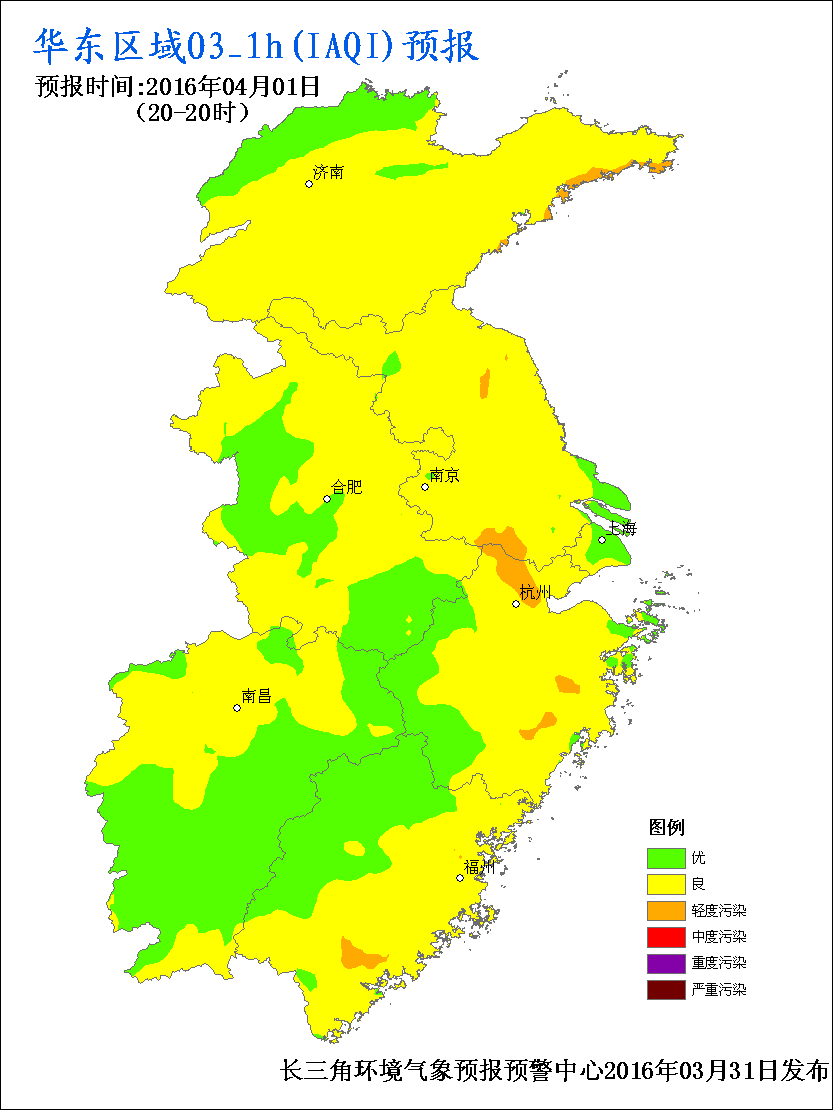 华东区域O3_1h(IAQI)预报
预报时间:2016年04月01日
（20-20时）
济南
南京
合肥
上海
杭州
南昌
福州
图例
优
良
轻度污染
中度污染
重度污染
严重污染
长三角环境气象预报预警中心2016年03月31日发布